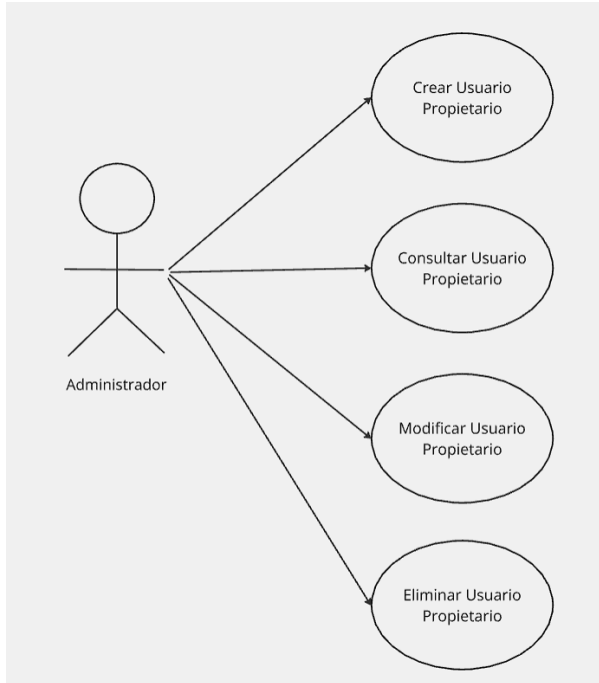 Crear Usuario
Propietario
Consultar Usuario
Propietario
Administrador
Modificar Usuario
Propietario
Eliminar Usuario
Propietario